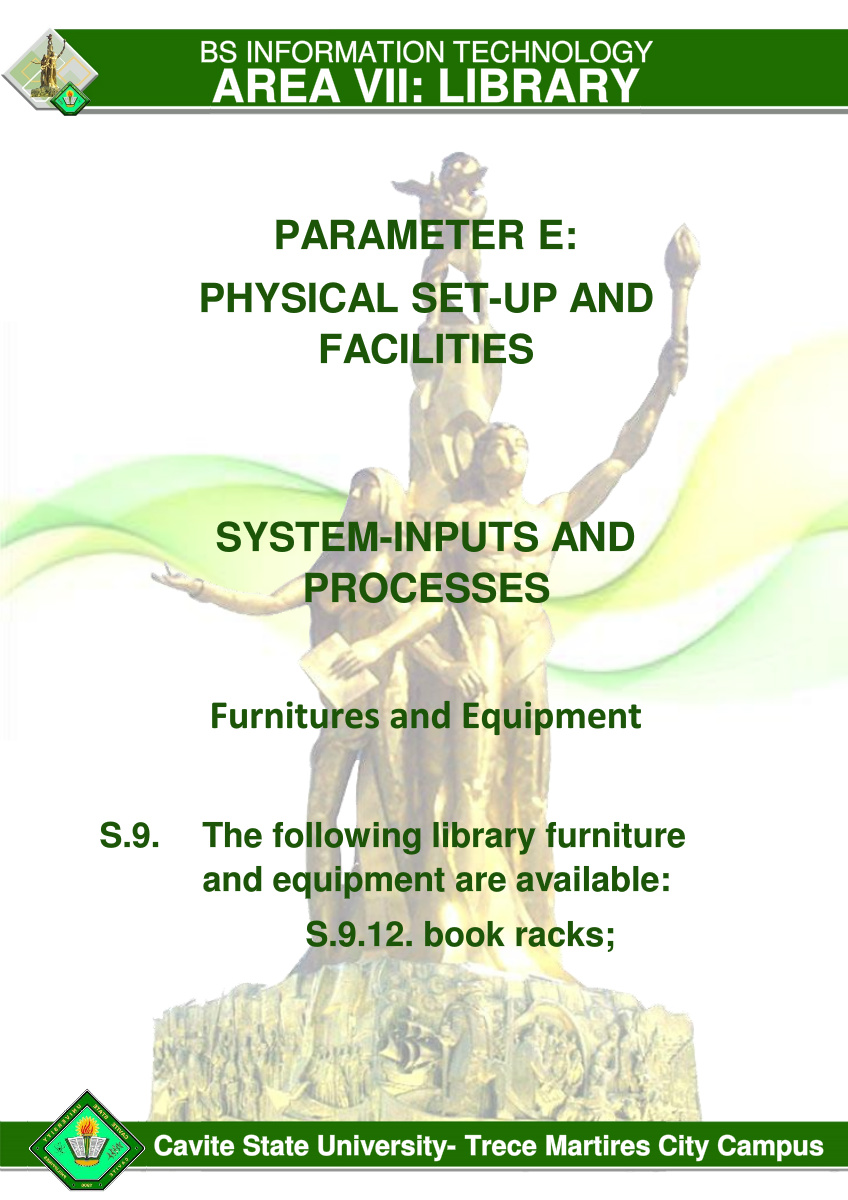 BS INFORMATION TECHNOLOGY
AREA VII: LIBRARY
PARAMETER E:
PHYSICAL SET-UP AND
FACILITIES
SYSTEM-INPUTS AND
PROCESSES
Furnitures and Equipment
S.9. The following library furniture
and equipment are available:
S.9.12. book racks;
Cavite State University- Trece Martires City Campus